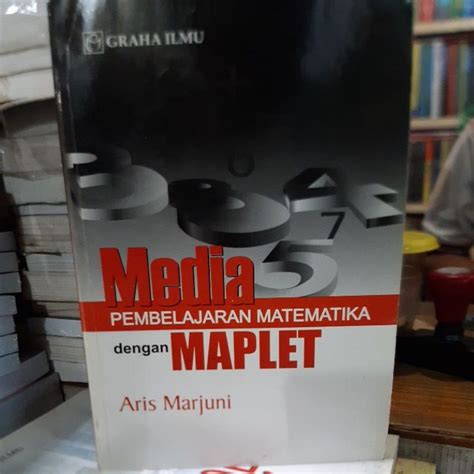 GRAHA ILMU
Media
PEMBELAJARAN MATEMATIKA
dengan MAPLET
Aris Marjuni